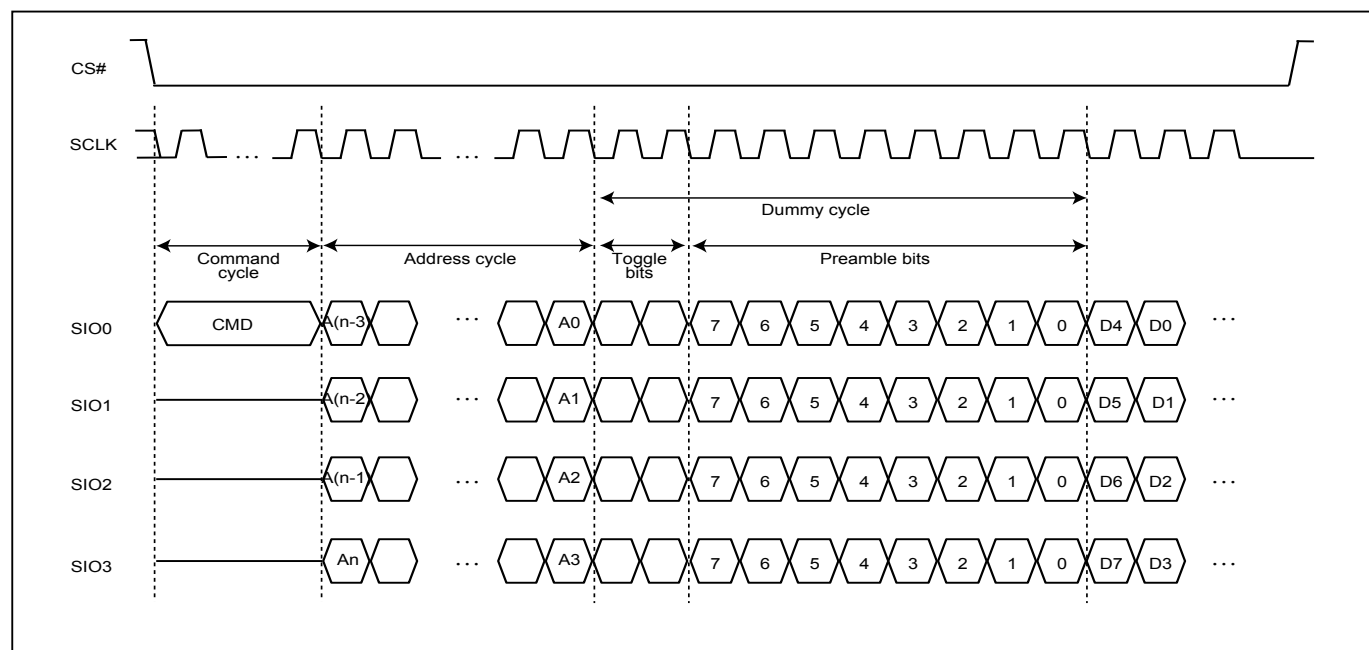 CS#
SCLK ... ...
Dummy cycle
Command cycle
Address cycle
Toggle bits
Preamble bits
SIO0 CMD A(n-3) ... A0 7 6 5 4 3 2 1 0 D4 D0 ...
SIO1 A(n-2 ... A1 7 6 5 4 3 2 1 0 D5 D1 ...
SIO2 A(n-1 ... A2 7 6 5 4 3 2 1 0 D6 D2 ...
SIO3 An ... A3 7 6 5 4 3 2 1 0 D7 D3 ...